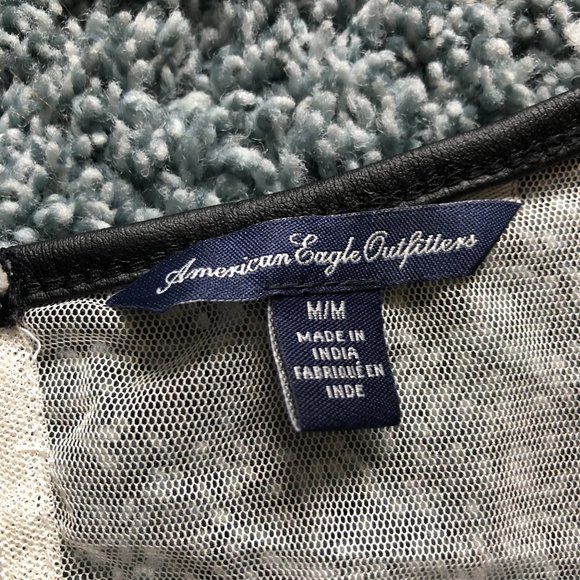 American Eagle Outfitters
M/M
MADE IN
INDIA
FABRIQUÉ EN
INDE